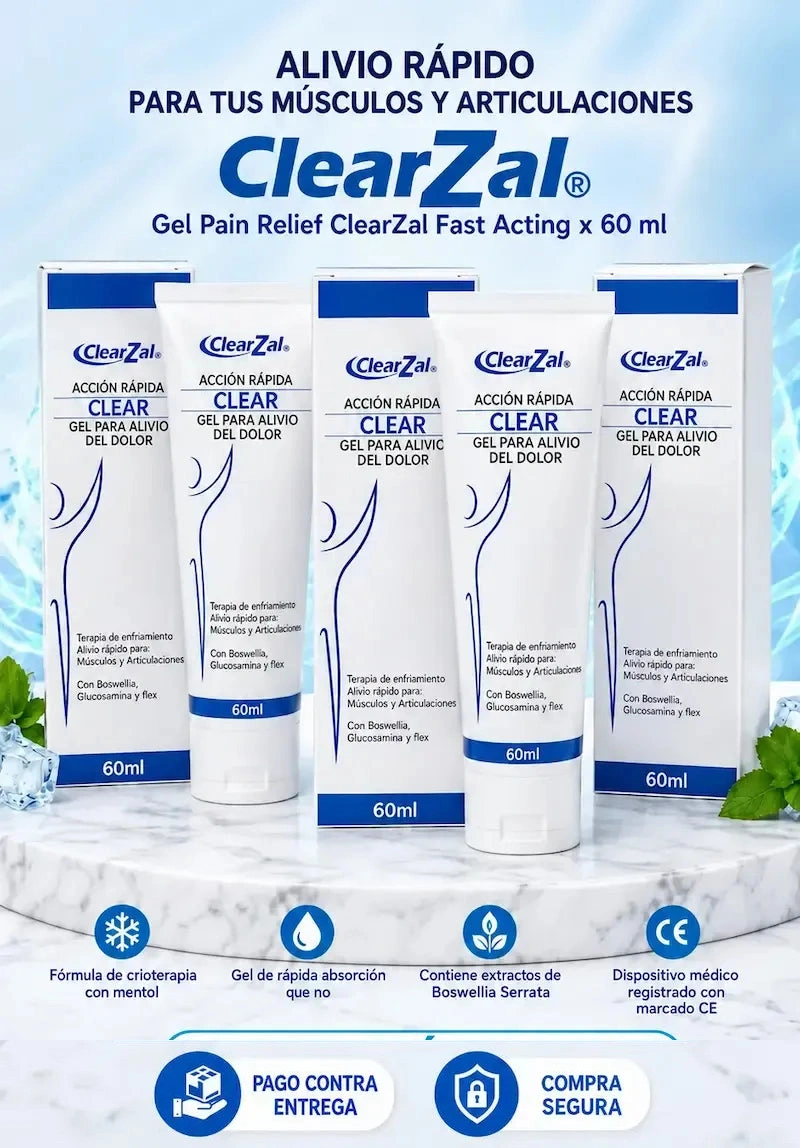 ALIVIO RÁPIDO
PARA TUS MÚSCULOS Y ARTICULACIONES
ClearZal®
Gel Pain Relief ClearZal Fast Acting x 60 ml
ClearZal®
ACCIÓN RÁPIDA
CLEAR
GEL PARA ALIVIO
DEL DOLOR
Terapia de enfriamiento
Alivio rápido para:
Músculos y Articulaciones
Con Boswellia,
Glucosamina y flex
60ml
ClearZal®
ACCIÓN RÁPIDA
CLEAR
GEL PARA ALIVIO
DEL DOLOR
Terapia de enfriamiento
Alivio rápido para:
Músculos y Articulaciones
Con Boswellia,
Glucosamina y flex
60ml
ClearZal®
ACCIÓN RÁPIDA
CLEAR
GEL PARA ALIVIO
DEL DOLOR
Terapia de enfriamiento
Alivio rápido para:
Músculos y Articulaciones
Con Boswellia,
Glucosamina y flex
60ml
ClearZal®
ACCIÓN RÁPIDA
CLEAR
GEL PARA ALIVIO
DEL DOLOR
Terapia de enfriamiento
Alivio rápido para:
Músculos y Articulaciones
Con Boswellia,
Glucosamina y flex
60ml
ClearZal®
ACCIÓN RÁPIDA
CLEAR
GEL PARA ALIVIO
DEL DOLOR
Terapia de enfriamiento
Alivio rápido para:
Músculos y Articulaciones
Con Boswellia,
Glucosamina y flex
60ml
Fórmula de crioterapia
con mentol
Gel de rápida absorción
que no
Contiene extractos de
Boswellia Serrata
CE
Dispositivo médico
registrado con
marcado CE
PAGO CONTRA
ENTREGA
COMPRA
SEGURA